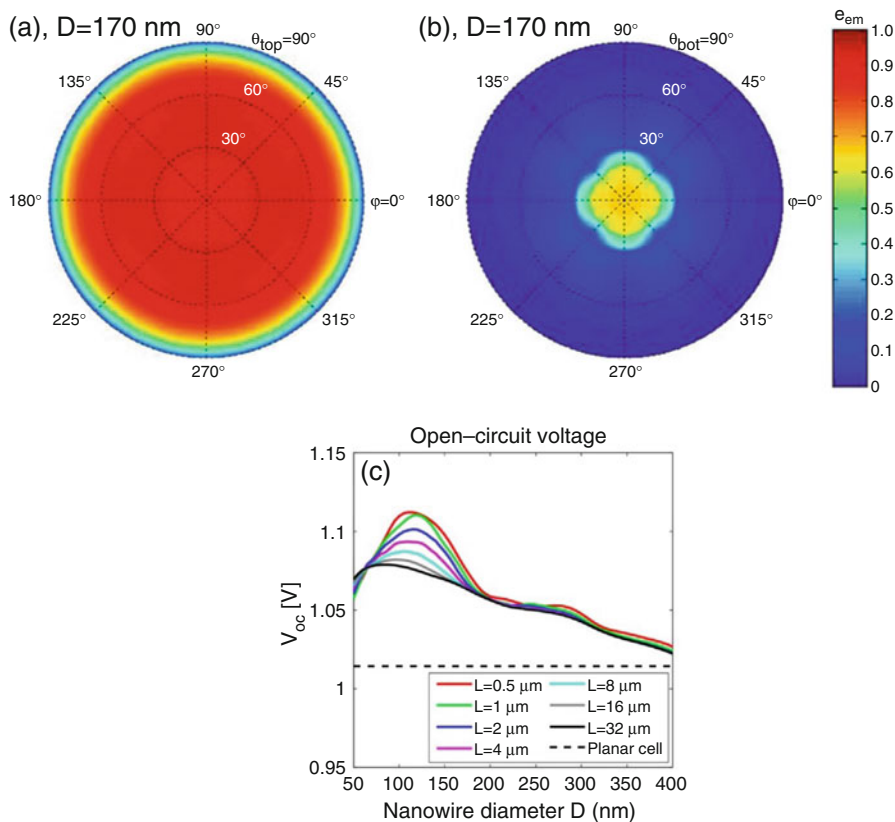 (a), D=170 nm
90°
θtop=90°
135°
45°
60°
30°
180°
φ=0°
225°
315°
270°
(b), D=170 nm
90°
θbot=90°
135°
45°
60°
30°
180°
φ=0°
225°
315°
270°
eem
1.0
0.9
0.8
0.7
0.6
0.5
0.4
0.3
0.2
0.1
0
Open–circuit voltage
(c)
1.15
1.1
1.05
1
0.95
Voc [V]
L=0.5 μm
L=1 μm
L=2 μm
L=4 μm
L=8 μm
L=16 μm
L=32 μm
Planar cell
50 100 150 200 250 300 350 400
Nanowire diameter D (nm)